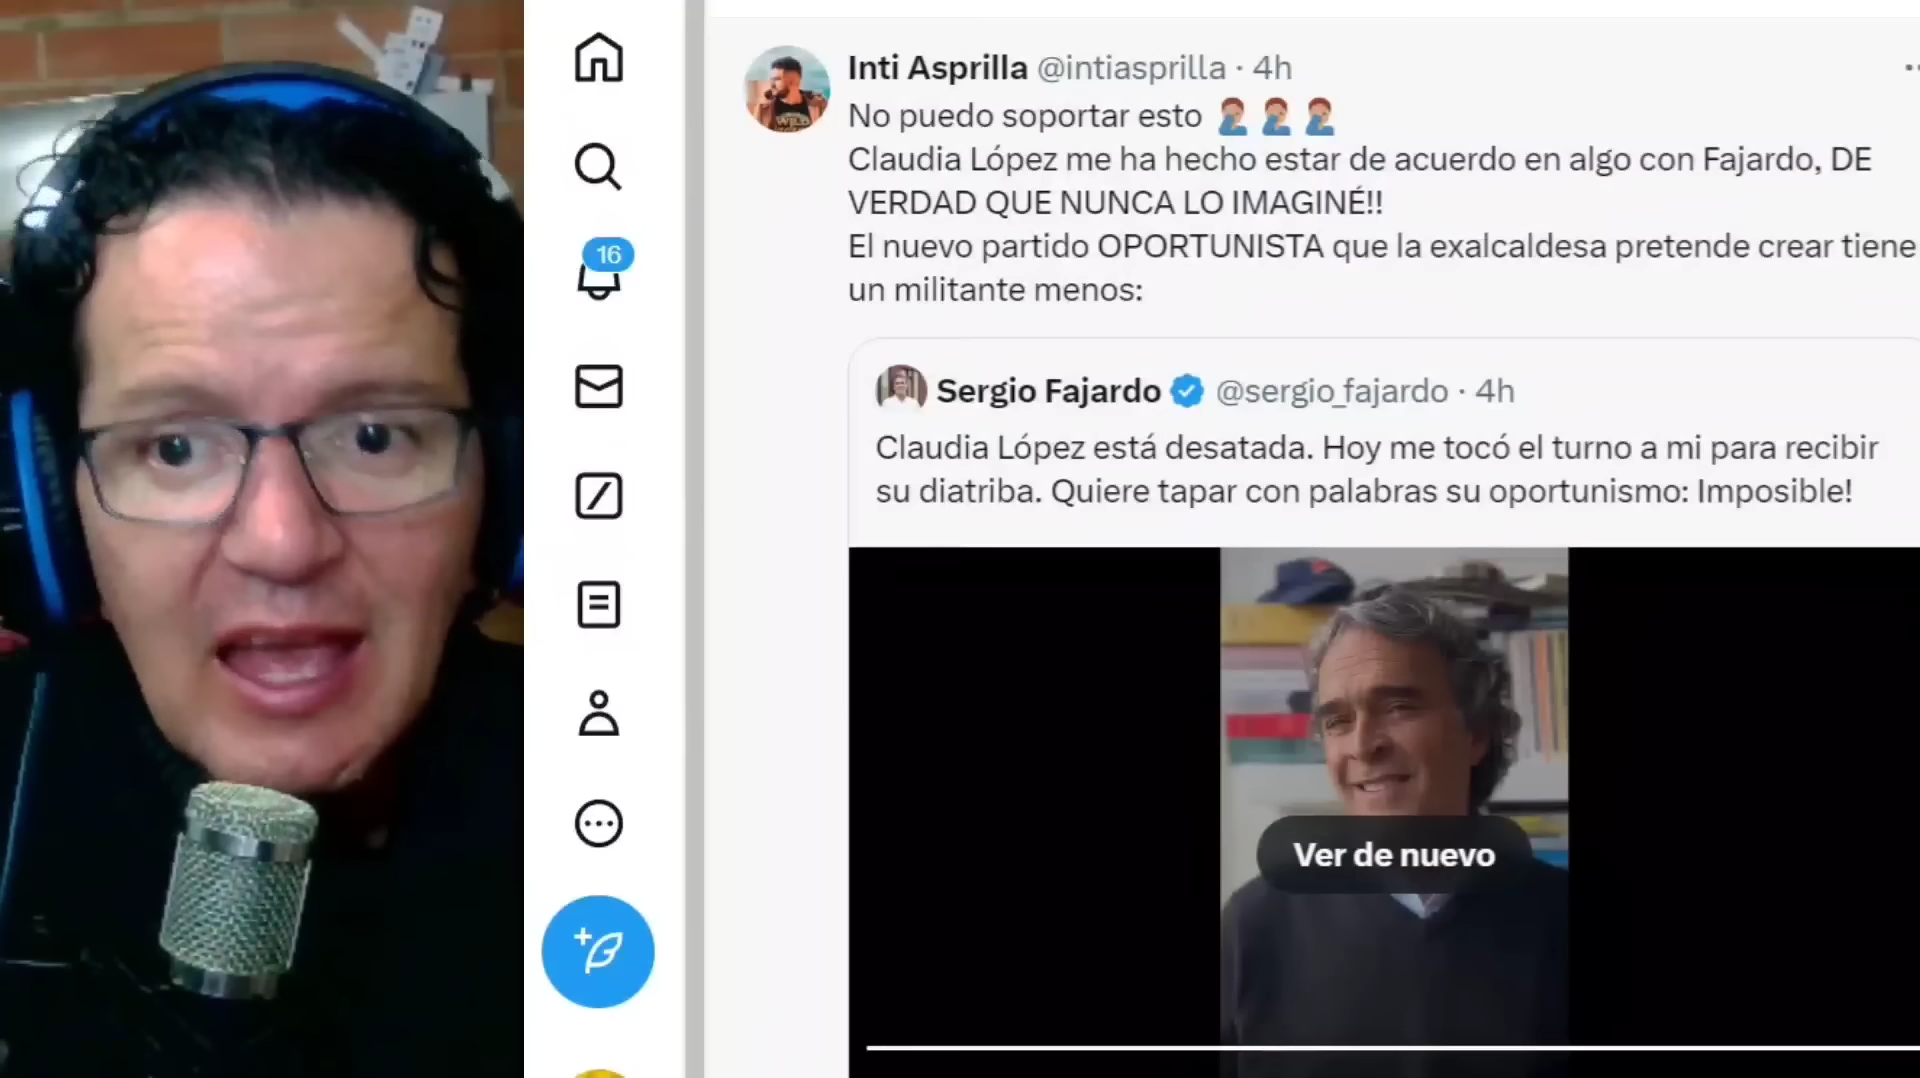 16
Inti Asprilla @intiasprilla · 4h
No puedo soportar esto 🤦🏽‍♂️🤦🏽‍♂️🤦🏽‍♂️
Claudia López me ha hecho estar de acuerdo en algo con Fajardo, DE
VERDAD QUE NUNCA LO IMAGINÉ!!
El nuevo partido OPORTUNISTA que la exalcaldesa pretende crear tiene
un militante menos:
Sergio Fajardo @sergio_fajardo · 4h
Claudia López está desatada. Hoy me tocó el turno a mi para recibir
su diatriba. Quiere tapar con palabras su oportunismo: Imposible!
Ver de nuevo